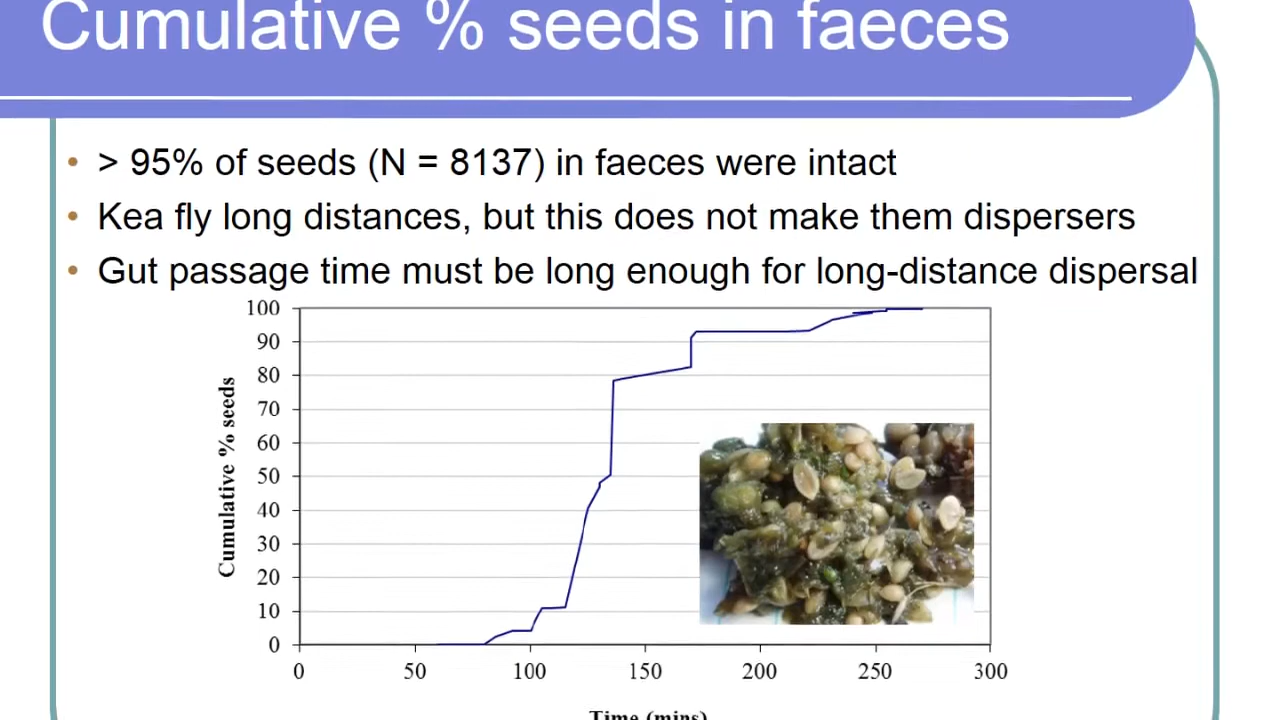 Cumulative % seeds in faeces
• > 95% of seeds (N = 8137) in faeces were intact
• Kea fly long distances, but this does not make them dispersers
• Gut passage time must be long enough for long-distance dispersal
100
90
80
70
60
50
40
30
20
10
0
Cumulative % seeds
0 50 100 150 200 250 300
Time (mins)